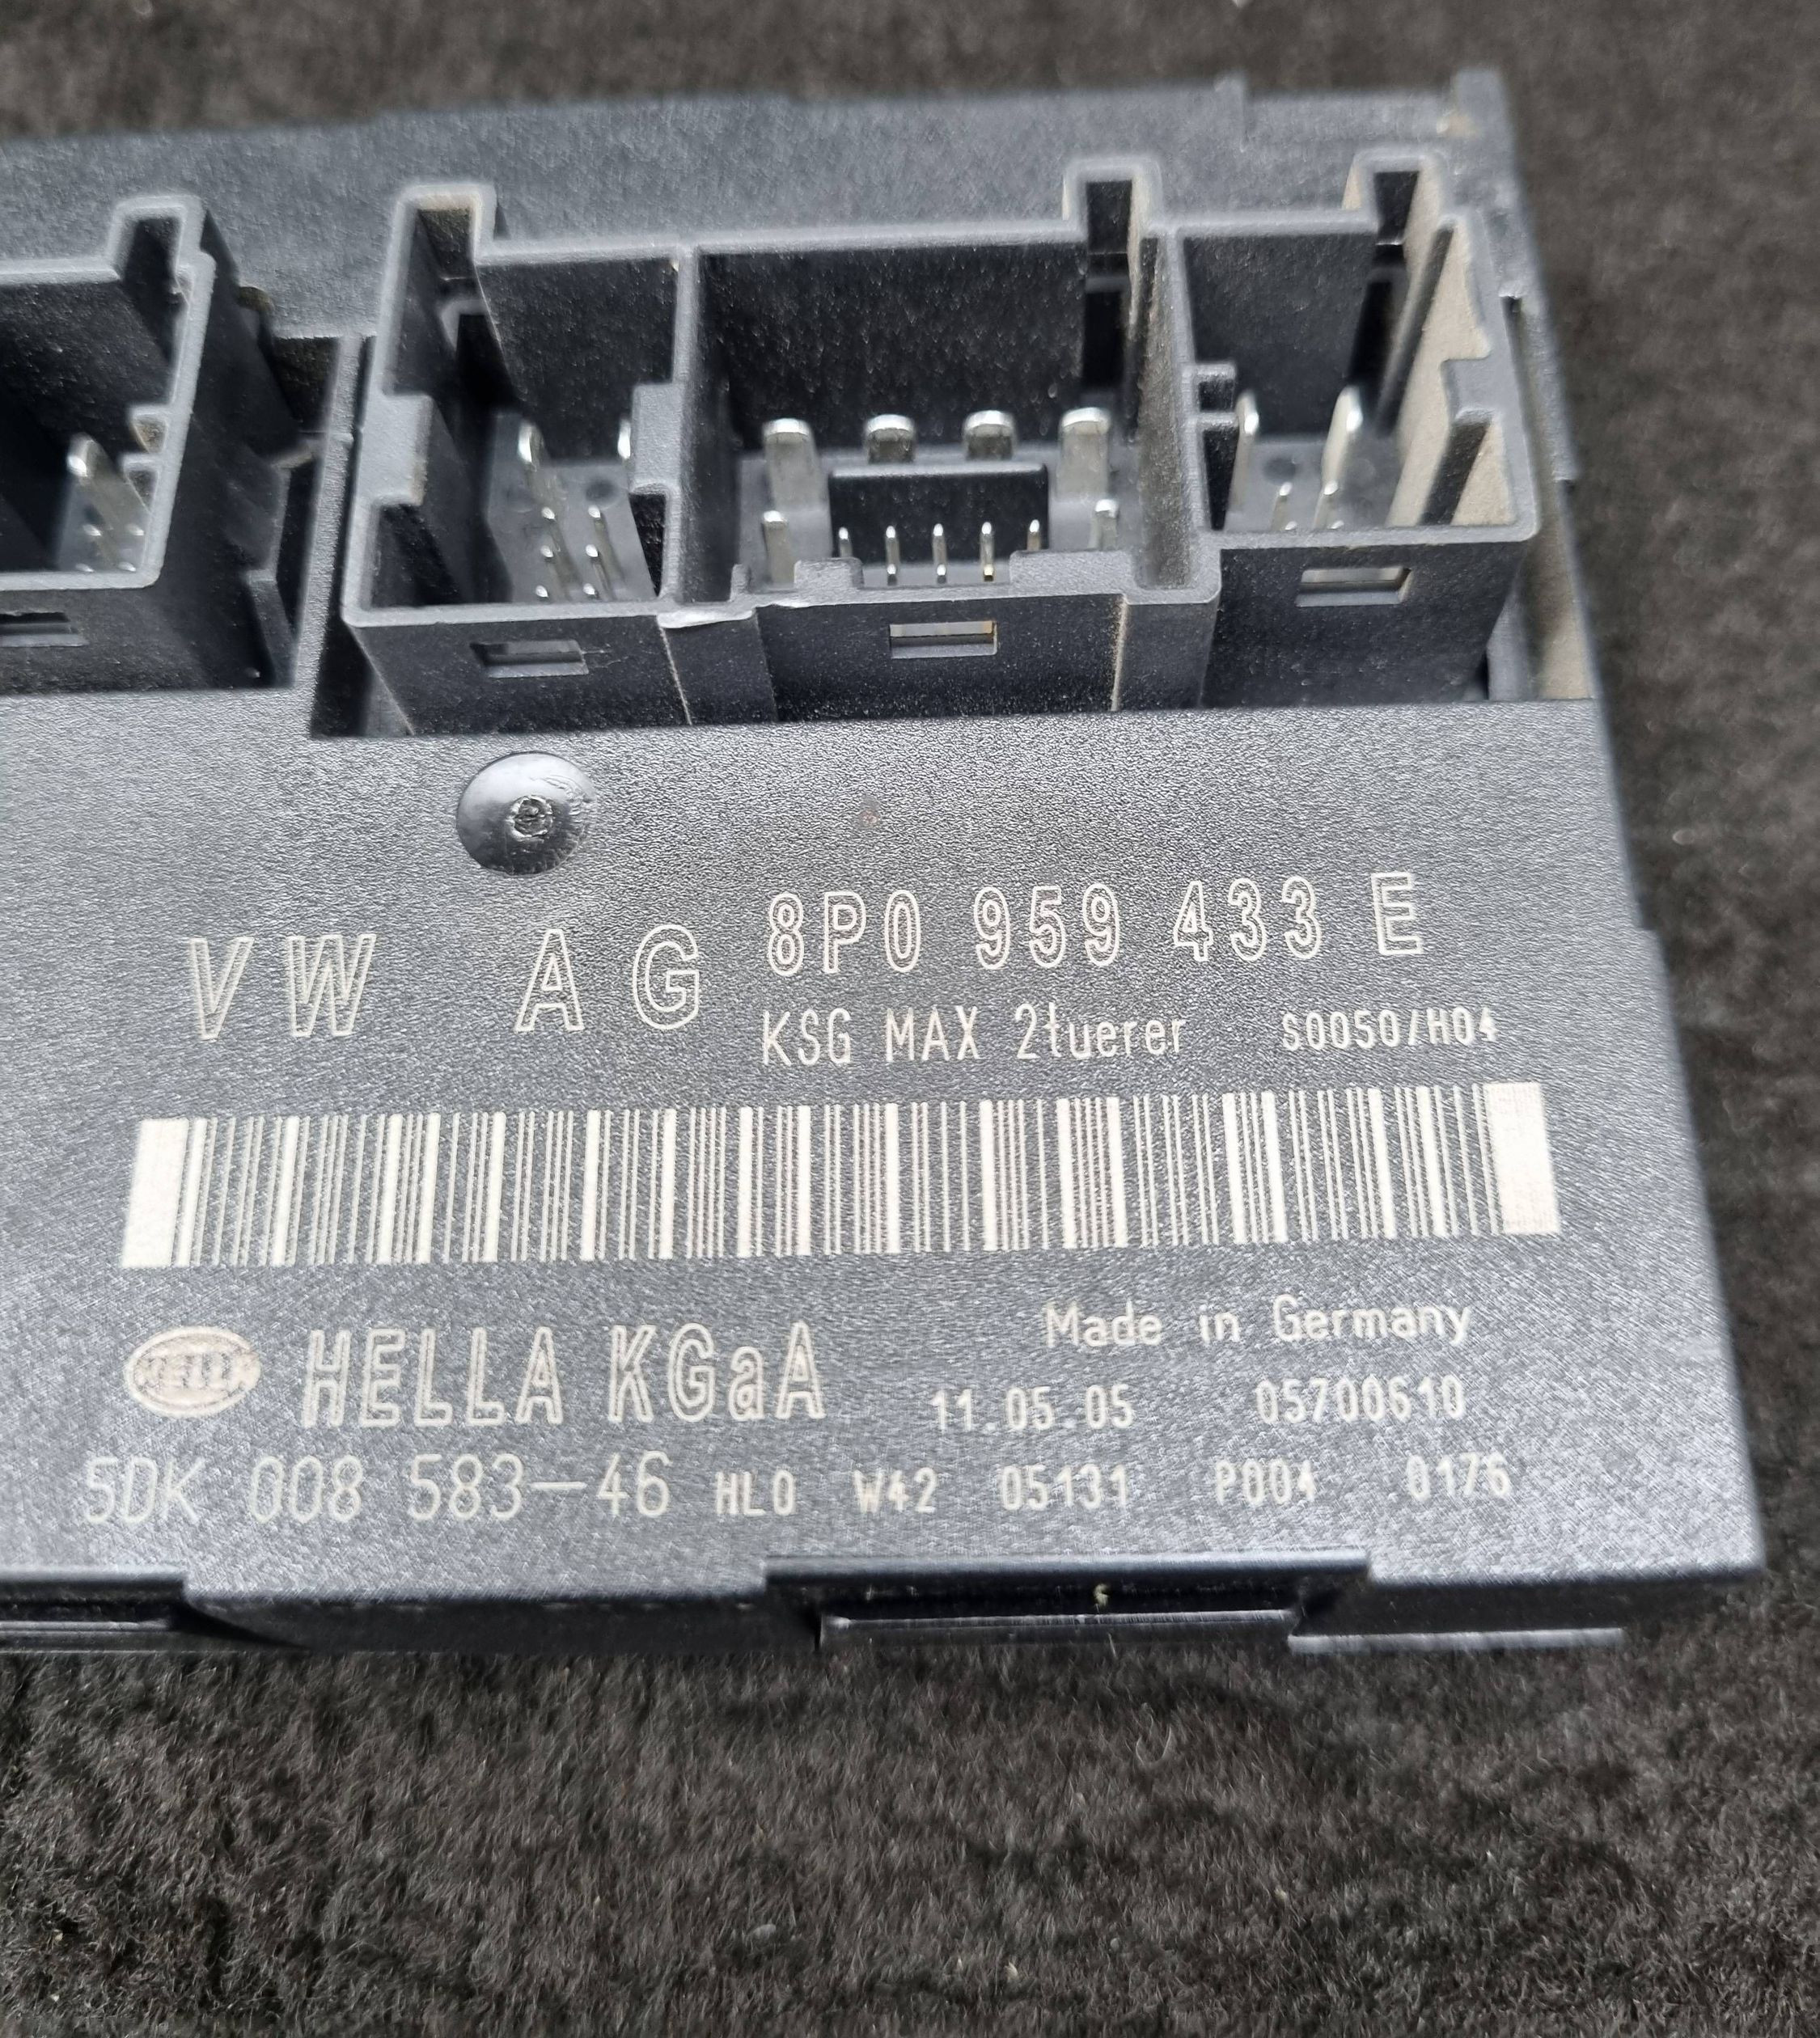 VW AG 8P0 959 433 E
KSG MAX 2tuerer S0050/H04
Made in Germany
HELLA HELLA KGaA 11.05.05 05700610
5DK 008 583-46 HL0 W42 05131 P004 0176